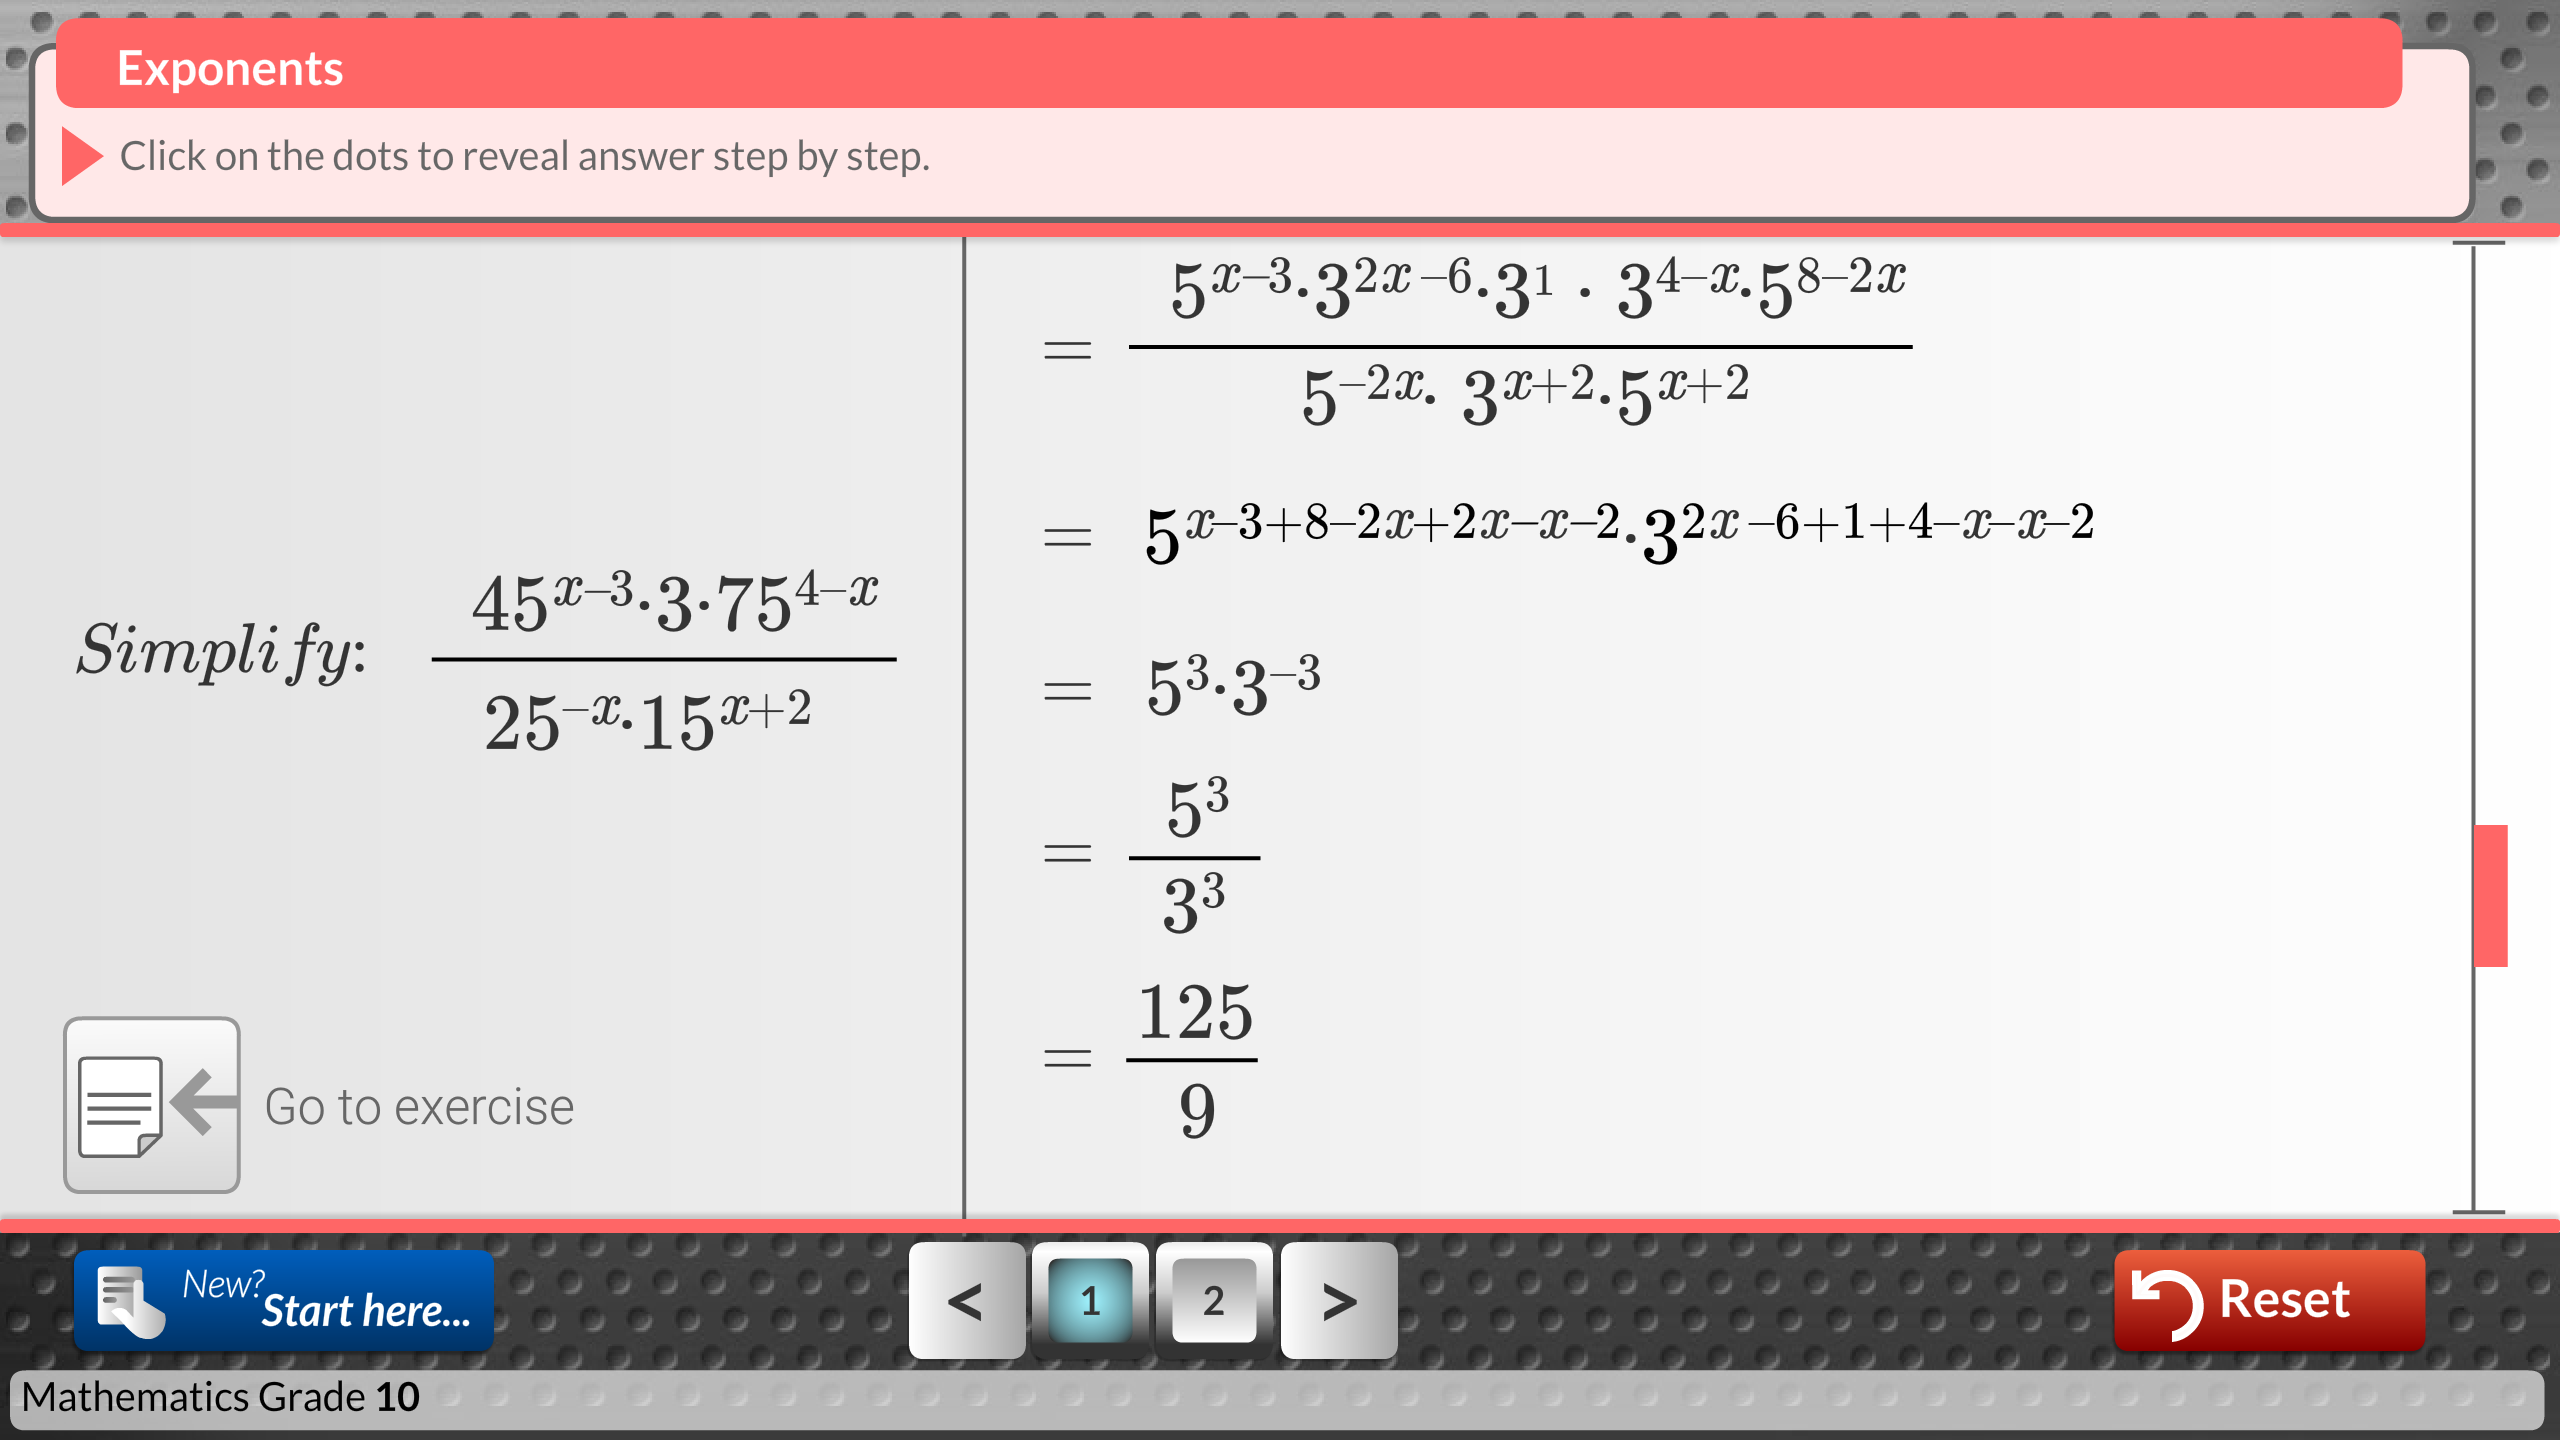 Exponents
Click on the dots to reveal answer step by step.
Simplify: \frac{45^{x-3}·3·75^{4-x}}{25^{-x}·15^{x+2}}
= \frac{5^{x-3}·3^{2x-6}·3^1 · 3^{4-x}·5^{8-2x}}{5^{-2x}· 3^{x+2}·5^{x+2}}
= 5^{x-3+8-2x+2x-x-2}·3^{2x-6+1+4-x-x-2}
= 5^3·3^{-3}
= \frac{5^3}{3^3}
= \frac{125}{9}
Go to exercise
New? Start here...
< 1 2 >
Reset
Mathematics Grade 10